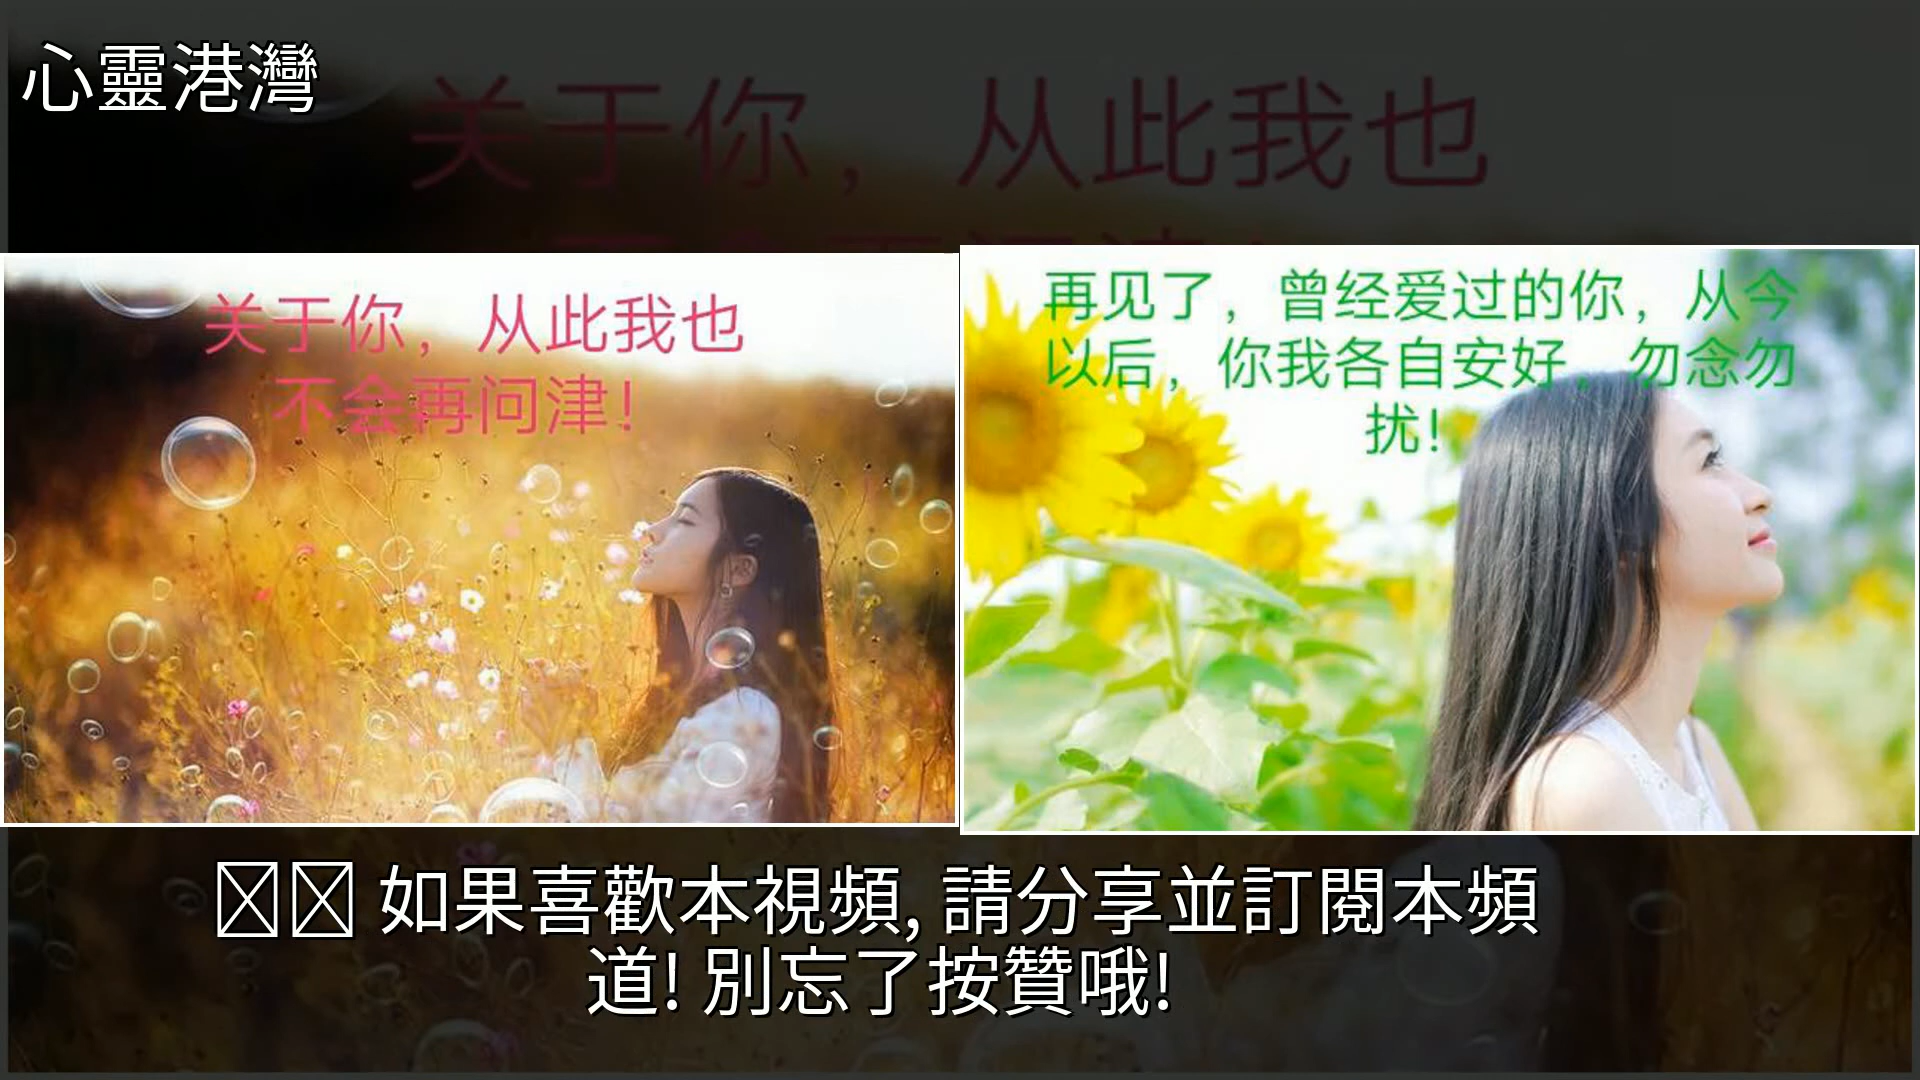 心靈港灣
关于你，从此我也
关于你，从此我也
不会再问津！
再见了，曾经爱过的你，从今
以后，你我各自安好，勿念勿
扰！
如果喜歡本視頻, 請分享並訂閱本頻
道! 別忘了按贊哦!